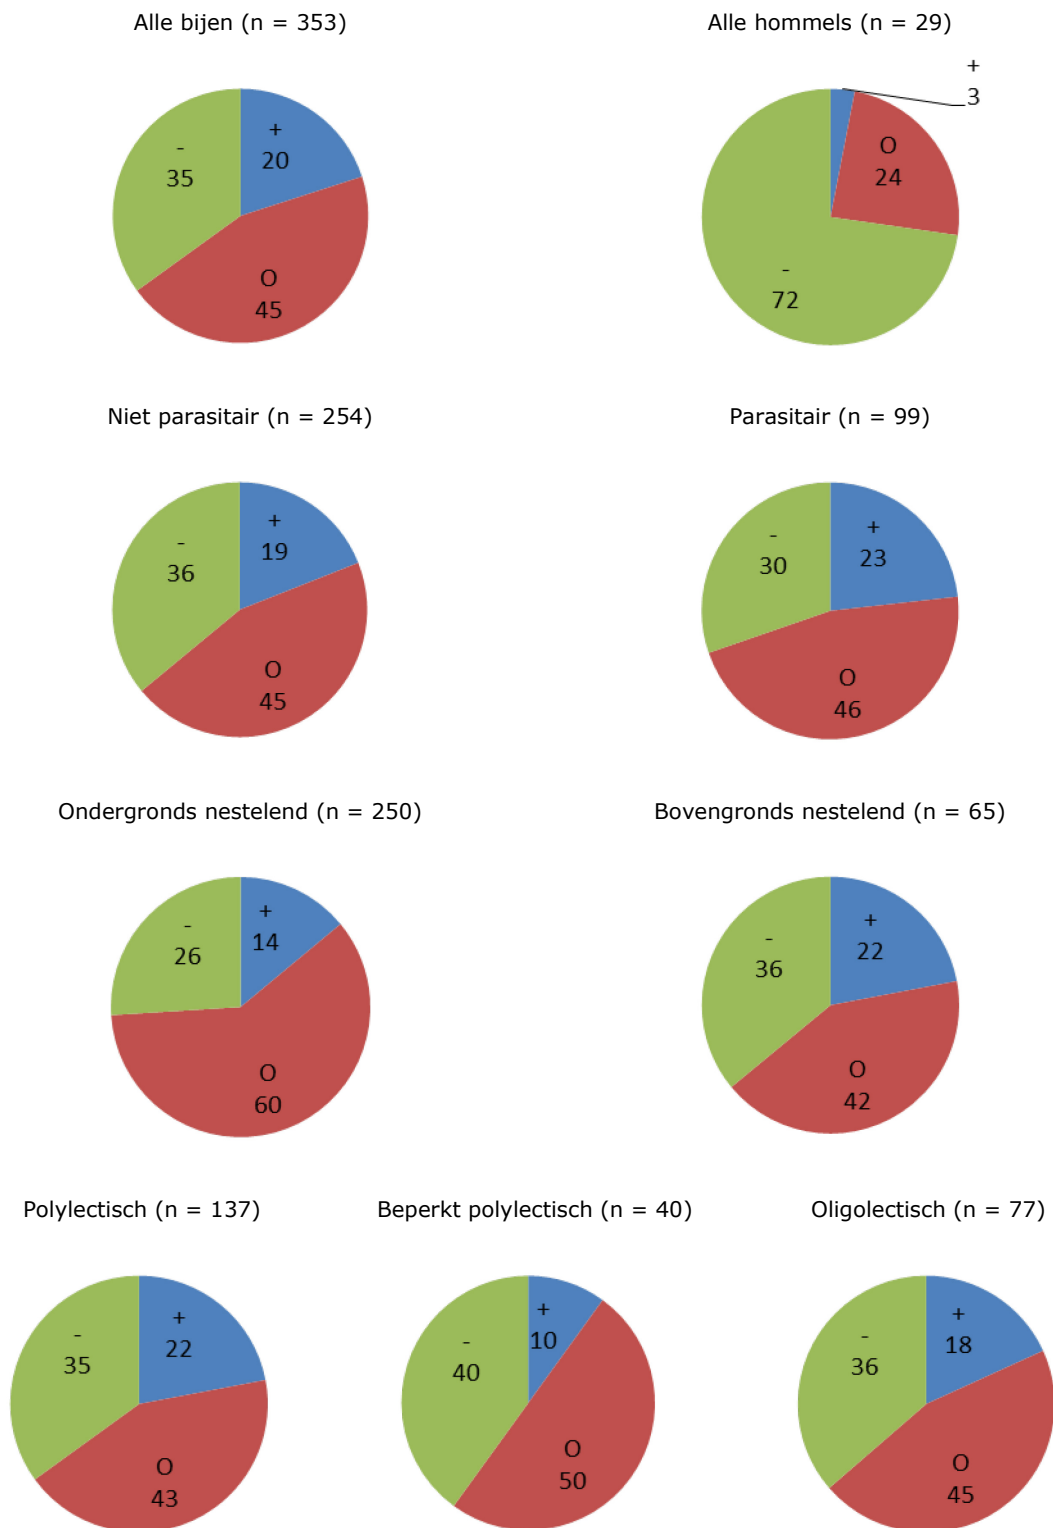 Alle bijen (n = 353)
Alle hommels (n = 29)
+
20
O
45
-
35
+
3
O
24
-
72
Niet parasitair (n = 254)
Parasitair (n = 99)
+
19
O
45
-
36
+
23
O
46
-
30
Ondergronds nestelend (n = 250)
Bovengronds nestelend (n = 65)
+
14
O
60
-
26
+
22
O
42
-
36
Polylectisch (n = 137)
Beperkt polylectisch (n = 40)
Oligolectisch (n = 77)
+
22
O
43
-
35
+
10
O
50
-
40
+
18
O
45
-
36